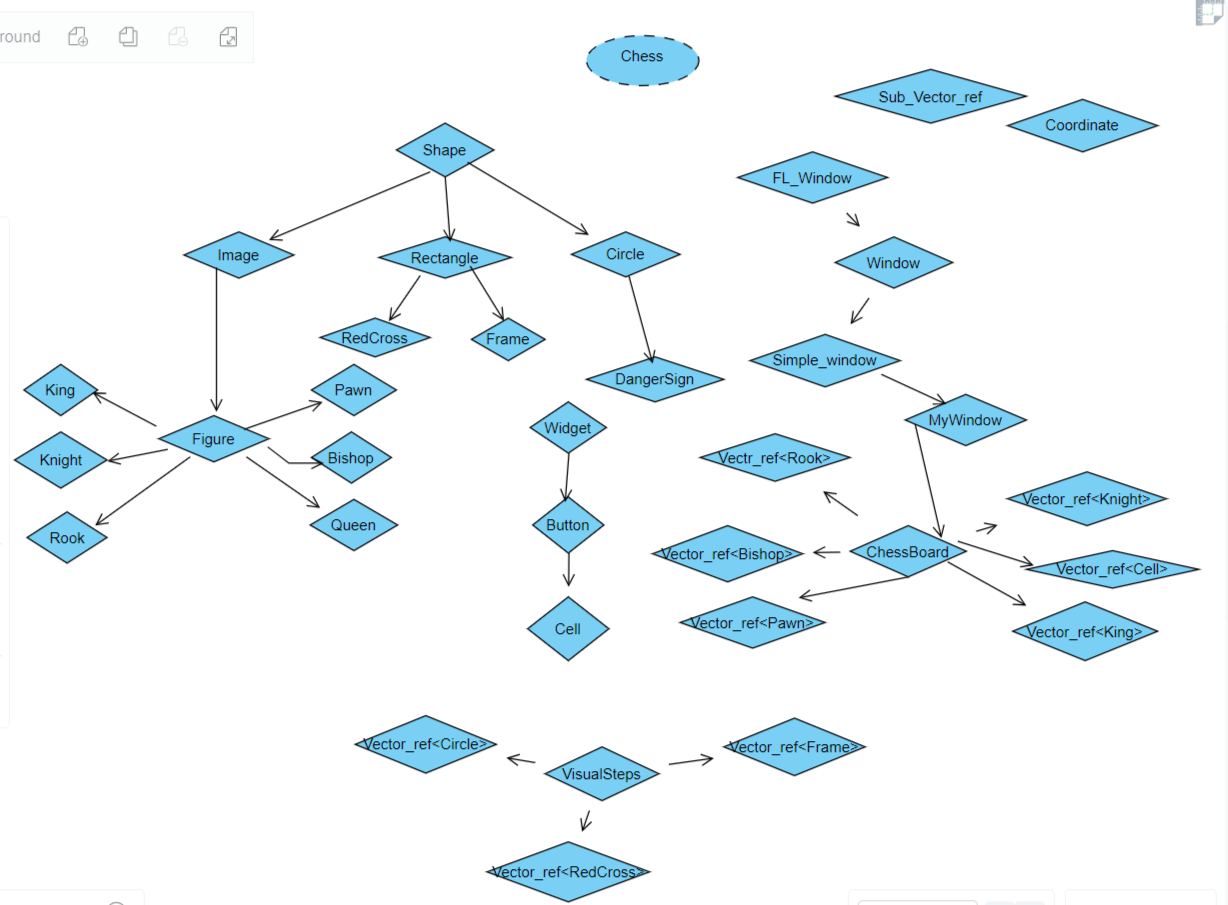 round
Chess
Sub_Vector_ref
Coordinate
Shape
FL_Window
Image
Rectangle
Circle
Window
RedCross
Frame
Simple_window
DangerSign
King
Pawn
MyWindow
Figure
Widget
Knight
Bishop
Vectr_ref<Rook>
Vector_ref<Knight>
Rook
Queen
Button
Vector_ref<Bishop>
ChessBoard
Vector_ref<Cell>
Cell
Vector_ref<Pawn>
Vector_ref<King>
Vector_ref<Circle>
VisualSteps
Vector_ref<Frame>
Vector_ref<RedCross>